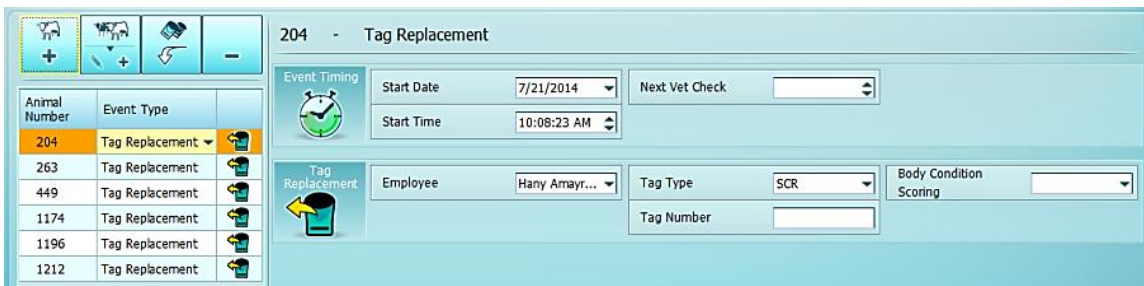 204 - Tag Replacement
Event Timing
Start Date 7/21/2014 Next Vet Check
Start Time 10:08:23 AM
Animal Number Event Type
204 Tag Replacement
263 Tag Replacement
449 Tag Replacement
1174 Tag Replacement
1196 Tag Replacement
1212 Tag Replacement
Tag Replacement
Employee Hany Amayr... Tag Type SCR Body Condition Scoring
Tag Number